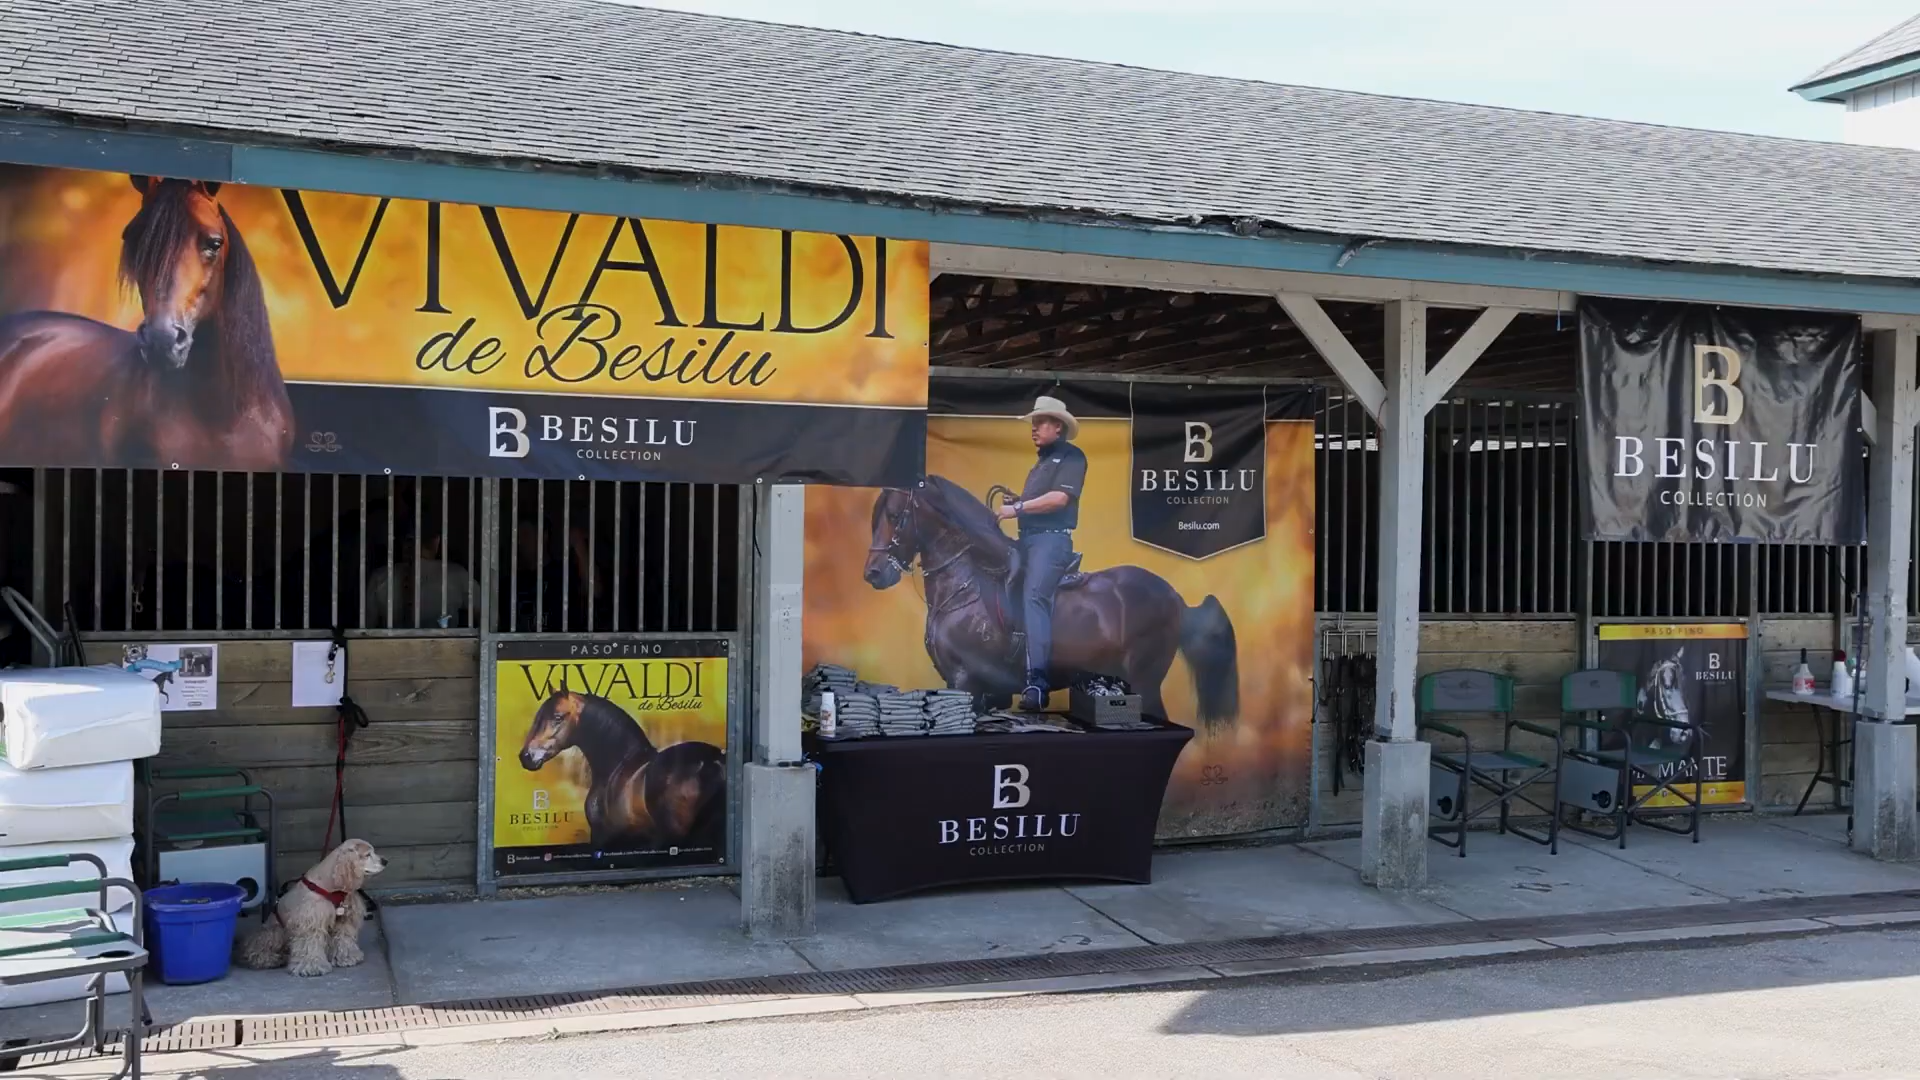 VIVALDI
de Besilu
B BESILU
COLLECTION
B
BESILU
COLLECTION
Besilu.com
B
BESILU
COLLECTION
PASO FINO
VIVALDI
de Besilu
B
BESILU
COLLECTION
B
BESILU
COLLECTION
PASO FINO
B
BESILU